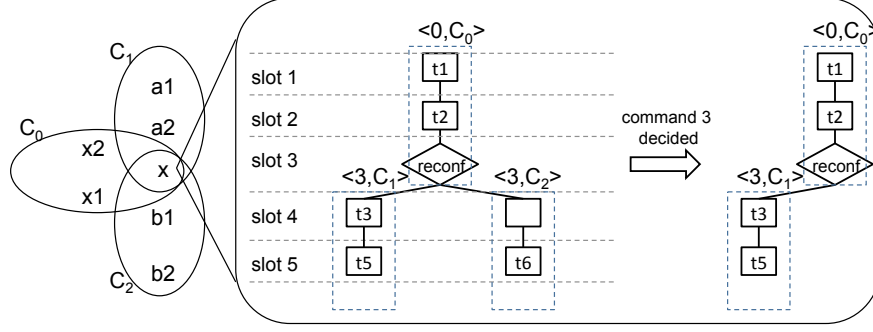 C1
a1
a2
C0
x2
x
x1
b1
b2
C2
<0,C0>
slot 1
t1
slot 2
t2
slot 3
reconf
<3,C1>
<3,C2>
slot 4
t3
slot 5
t5
t6
command 3
decided
<0,C0>
t1
t2
reconf
<3,C1>
t3
t5